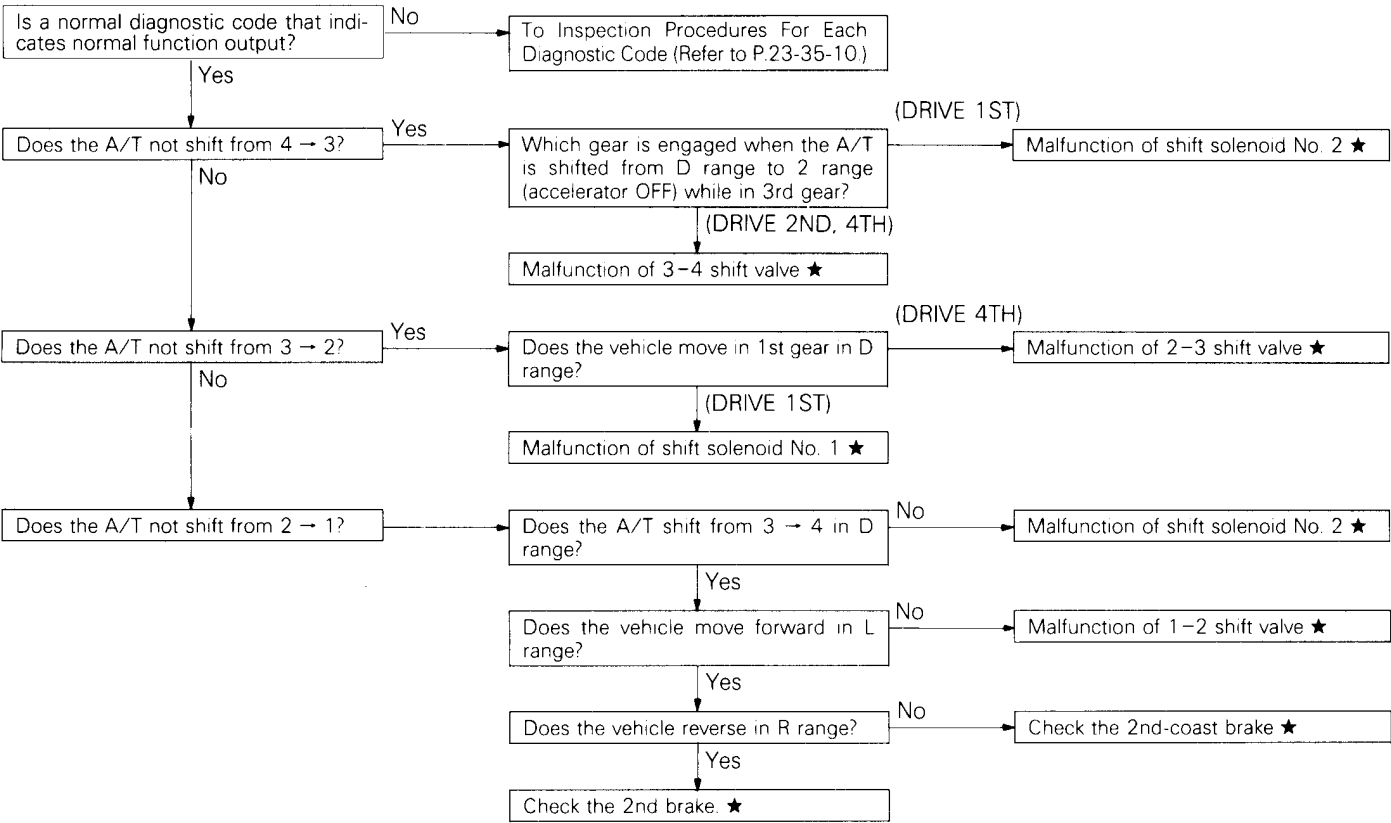 Is a normal diagnostic code that indi-
cates normal function output?
No
To Inspection Procedures For Each
Diagnostic Code (Refer to P.23-35-10.)
Yes
(DRIVE 1ST)
Does the A/T not shift from 4 → 3?
Yes
Which gear is engaged when the A/T
is shifted from D range to 2 range
(accelerator OFF) while in 3rd gear?
Malfunction of shift solenoid No. 2 ★
No
(DRIVE 2ND, 4TH)
Malfunction of 3–4 shift valve ★
(DRIVE 4TH)
Does the A/T not shift from 3 → 2?
Yes
Does the vehicle move in 1st gear in D
range?
Malfunction of 2–3 shift valve ★
No
(DRIVE 1ST)
Malfunction of shift solenoid No. 1 ★
Does the A/T not shift from 2 → 1?
Does the A/T shift from 3 → 4 in D
range?
No
Malfunction of shift solenoid No. 2 ★
Yes
Does the vehicle move forward in L
range?
No
Malfunction of 1–2 shift valve ★
Yes
Does the vehicle reverse in R range?
No
Check the 2nd-coast brake ★
Yes
Check the 2nd brake. ★